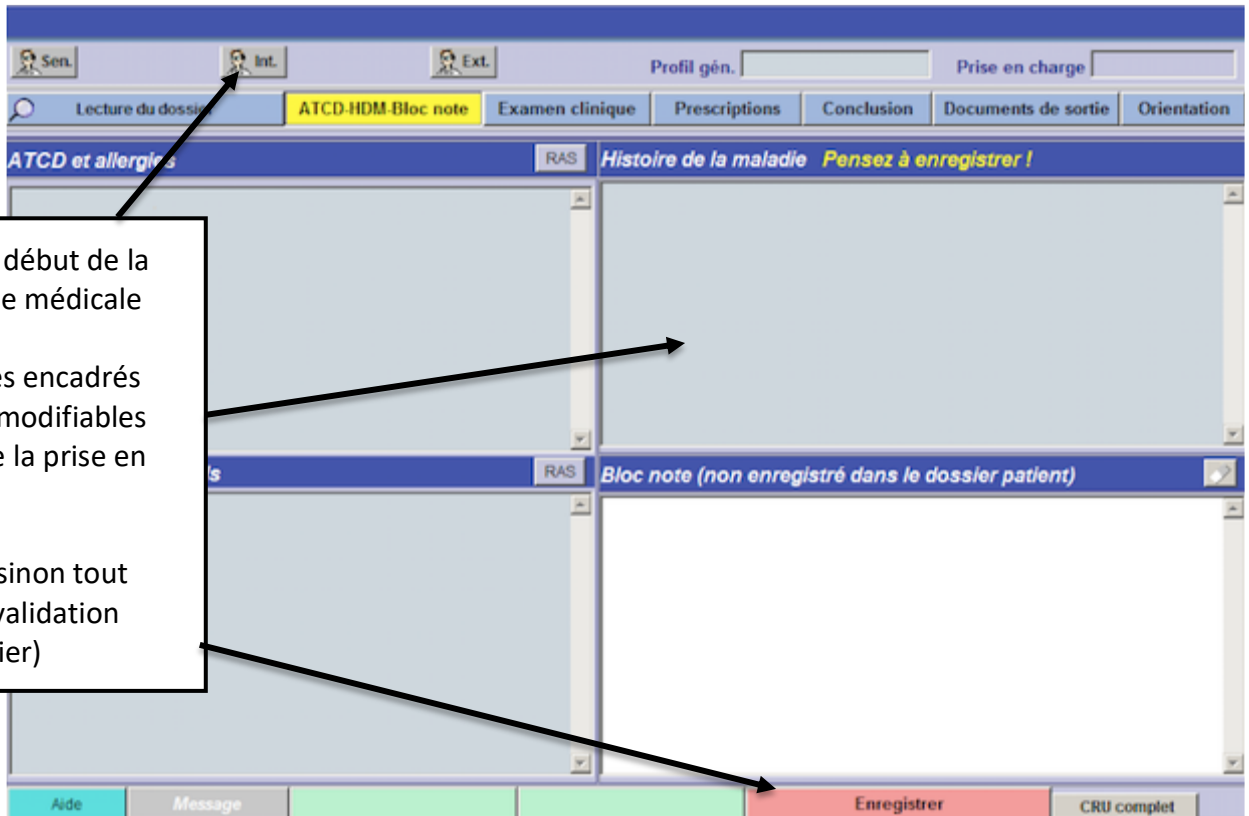 Sen. Int. Ext. Profil gén. Prise en charge
Lecture du dossier ATCD-HDM-Bloc note Examen clinique Prescriptions Conclusion Documents de sortie Orientation
ATCD et allergies RAS Histoire de la maladie Pensez à enregistrer !
début de la
e médicale
es encadrés
modifiables
e la prise en
sinon tout
validation
ier)
s RAS Bloc note (non enregistré dans le dossier patient)
Aide Message Enregistrer CRU complet